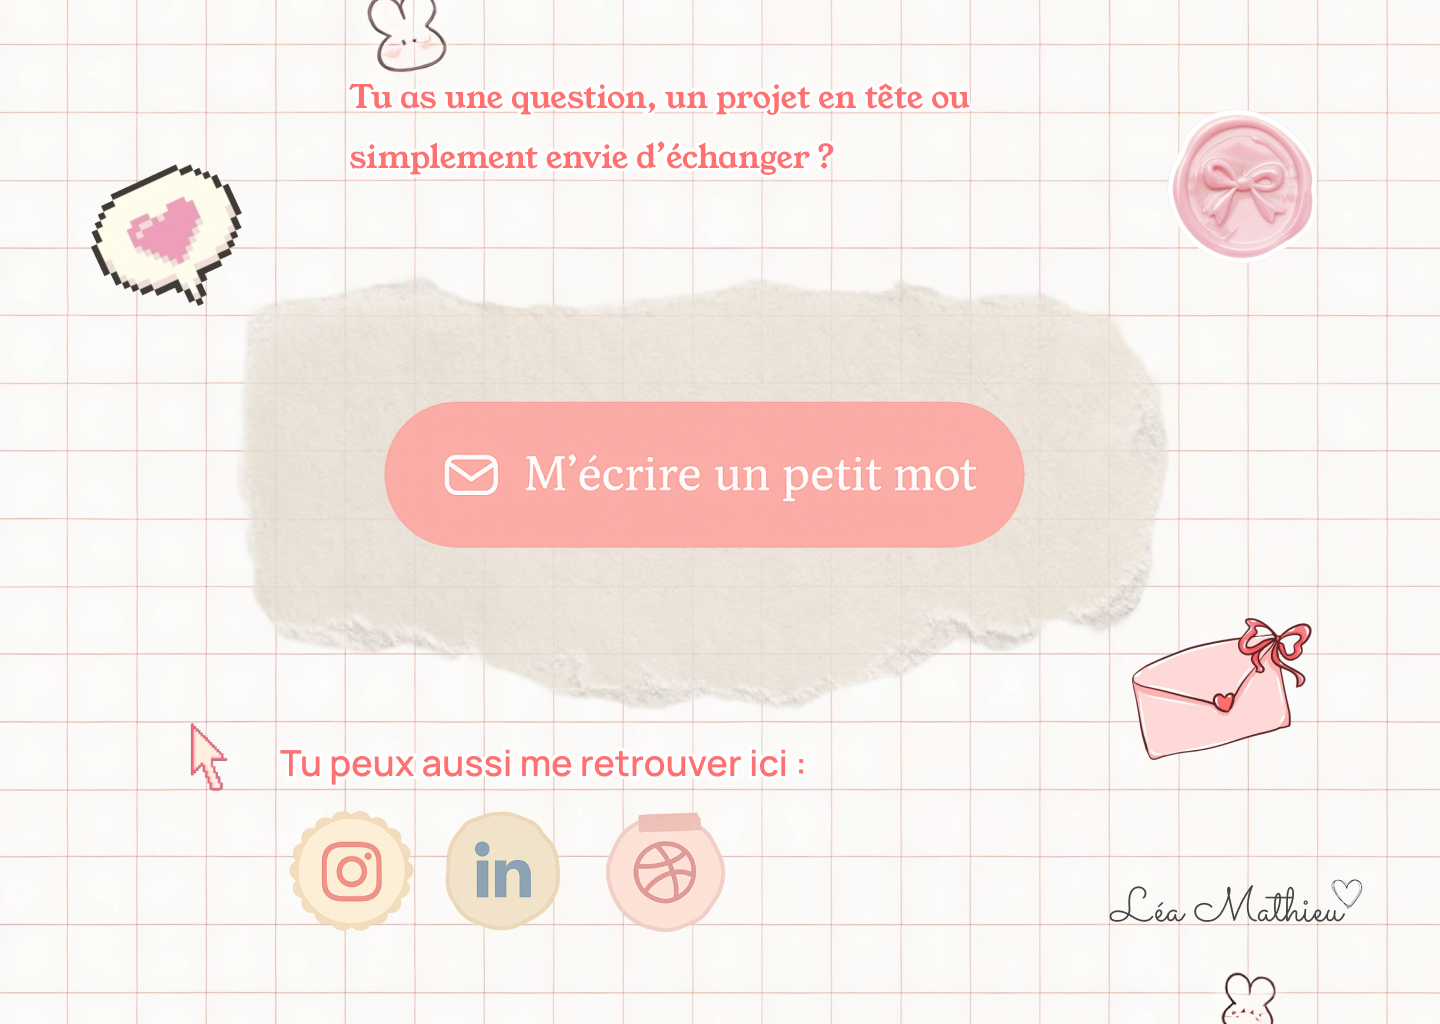 Tu as une question, un projet en tête ou
simplement envie d’échanger ?
M’écrire un petit mot
Tu peux aussi me retrouver ici :
in
Léa Mathieu